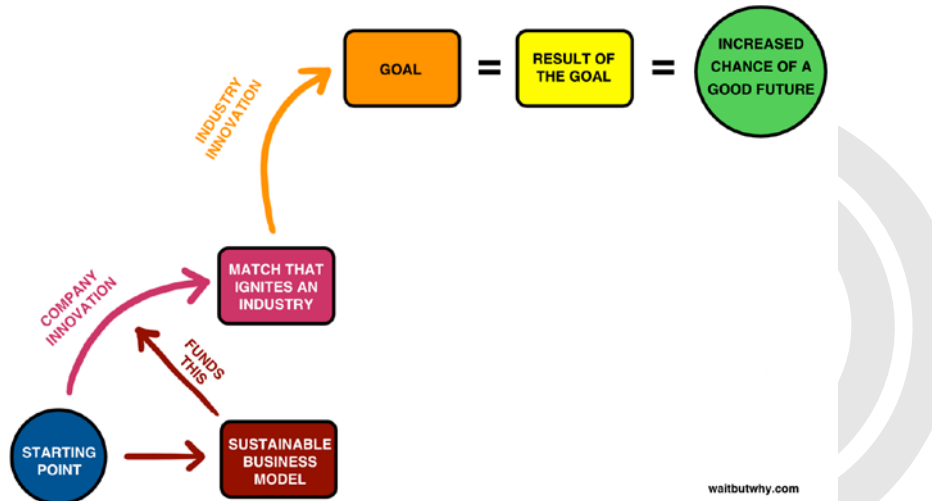 GOAL
=
RESULT OF
THE GOAL
=
INCREASED
CHANCE OF A
GOOD FUTURE
INDUSTRY
INNOVATION
MATCH THAT
IGNITES AN
INDUSTRY
COMPANY
INNOVATION
FUNDS
THIS
STARTING
POINT
SUSTAINABLE
BUSINESS
MODEL
waitbutwhy.com